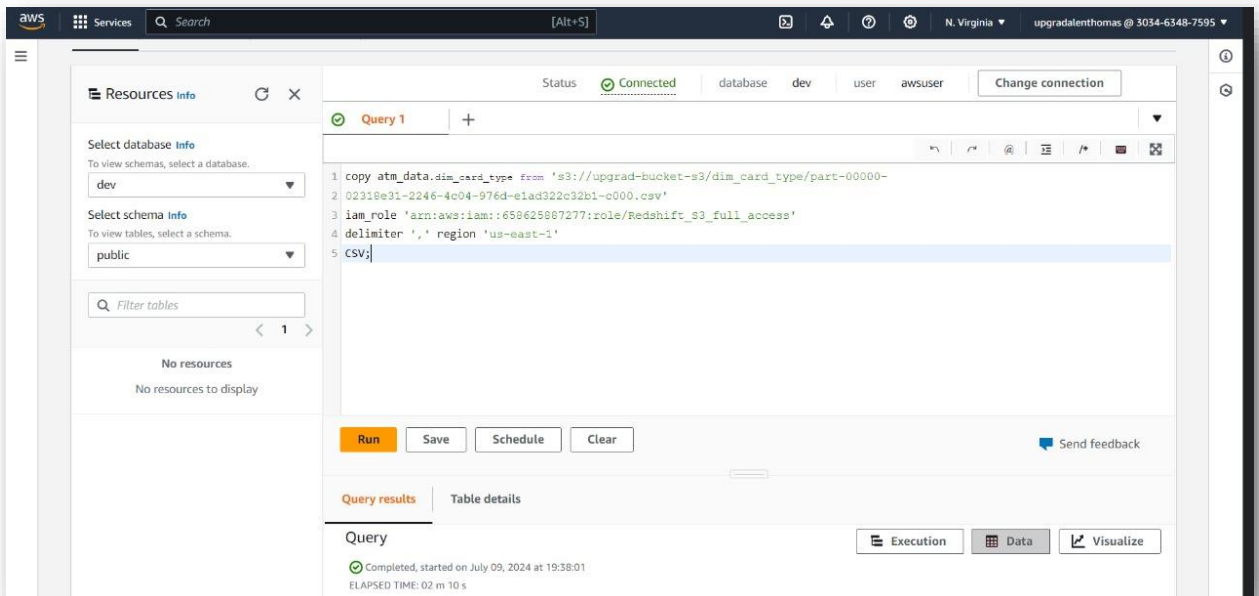 aws
Services
Search
[Alt+S]
N. Virginia
upgradalenthomas @ 3034-6348-7595
Resources Info
Select database Info
To view schemas, select a database.
dev
Select schema Info
To view tables, select a schema.
public
Filter tables
1
No resources
No resources to display
Status
Connected
database
dev
user
awsuser
Change connection
Query 1
1 copy atm_data.dim_card_type from 's3://upgrad-bucket-s3/dim_card_type/part-00000-
2 02318e31-2246-4c04-976d-e1ad322c32b1-c000.csv'
3 iam_role 'arn:aws:iam::658625887277:role/Redshift_S3_full_access'
4 delimiter ',' region 'us-east-1'
5 CSV;
Run
Save
Schedule
Clear
Send feedback
Query results
Table details
Query
Execution
Data
Visualize
Completed, started on July 09, 2024 at 19:38:01
ELAPSED TIME: 02 m 10 s